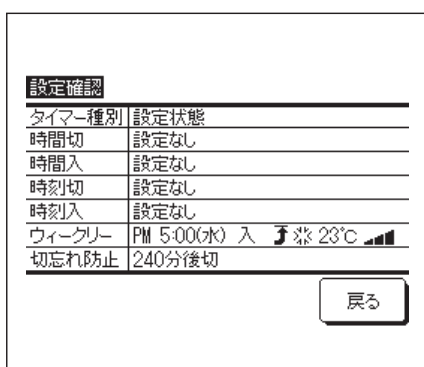 設定確認
タイマー種別 設定状態
時間切 設定なし
時間入 設定なし
時刻切 設定なし
時刻入 設定なし
ウィークリー PM 5:00(水) 入 23℃
切忘れ防止 240分後切
戻る